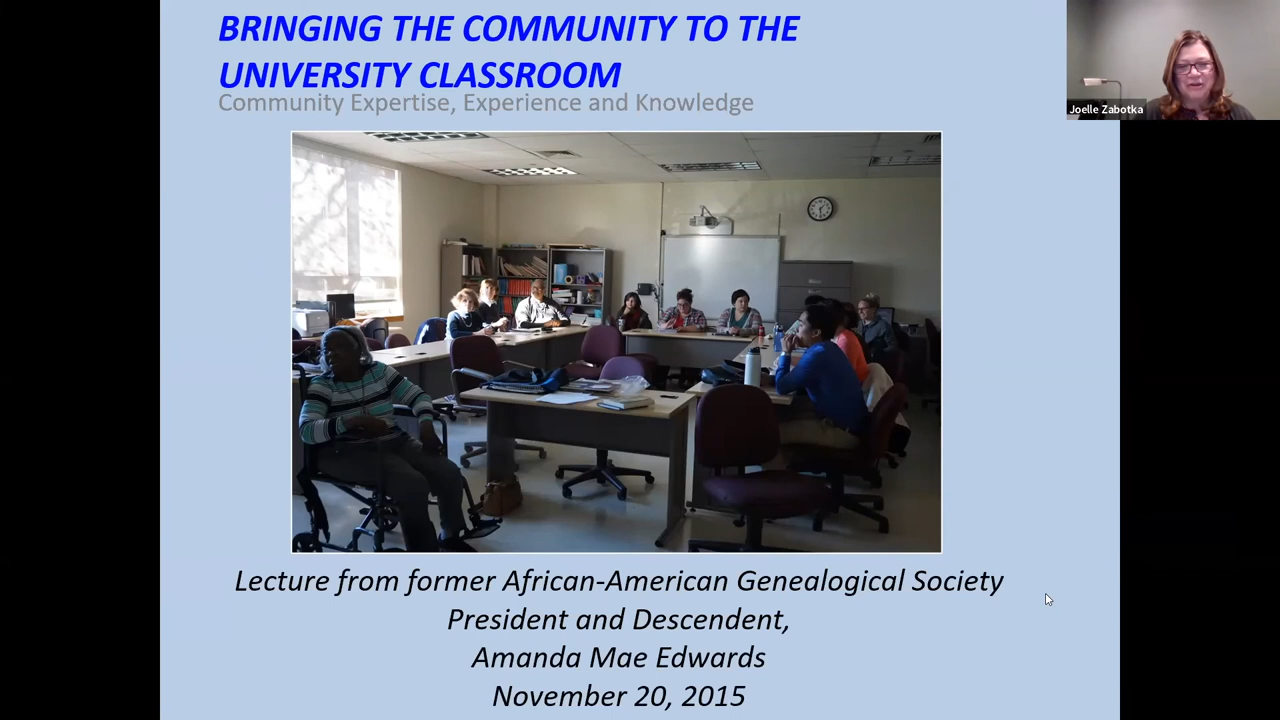 BRINGING THE COMMUNITY TO THE
UNIVERSITY CLASSROOM
Community Expertise, Experience and Knowledge
Joelle Zabotka
Lecture from former African-American Genealogical Society
President and Descendent,
Amanda Mae Edwards
November 20, 2015